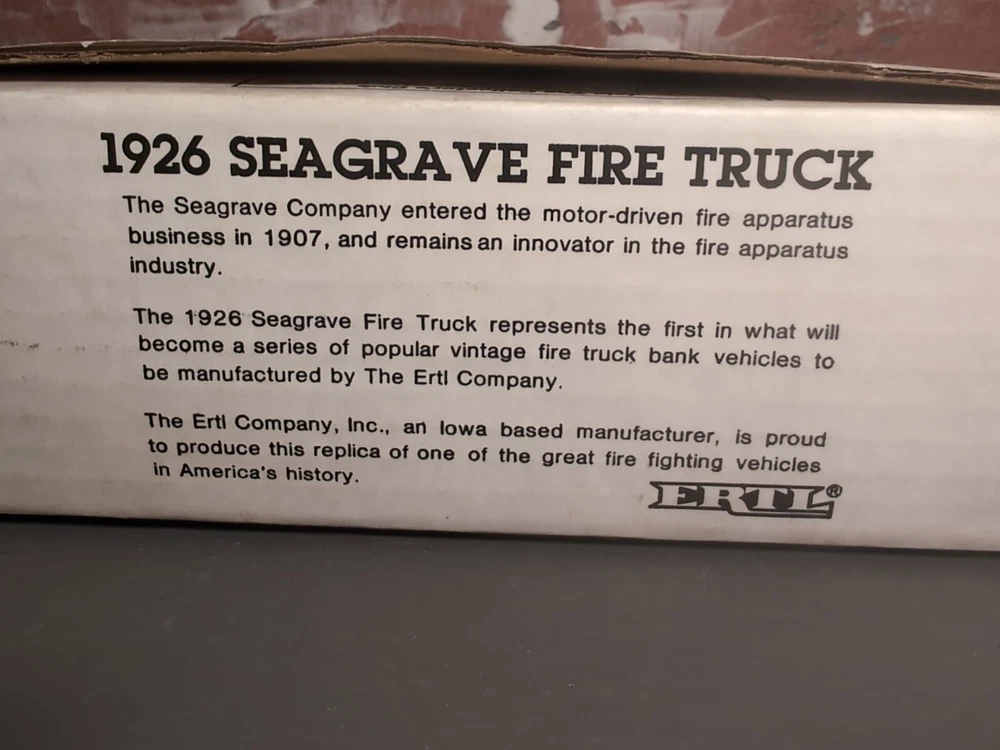 1926 SEAGRAVE FIRE TRUCK
The Seagrave Company entered the motor-driven fire apparatus
business in 1907, and remains an innovator in the fire apparatus
industry.
The 1926 Seagrave Fire Truck represents the first in what will
become a series of popular vintage fire truck bank vehicles to
be manufactured by The Ertl Company.
The Ertl Company, Inc., an Iowa based manufacturer, is proud
to produce this replica of one of the great fire fighting vehicles
in America's history.
ERTL®